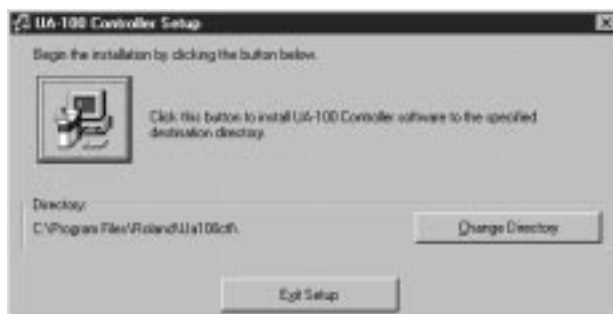 UA-100 Controller Setup
Begin the installation by clicking the button below.
Click this button to install UA-100 Controller software to the specified
destination directory.
Directory:
C:\Program Files\Roland\Ua100ctl\
Change Directory
Exit Setup